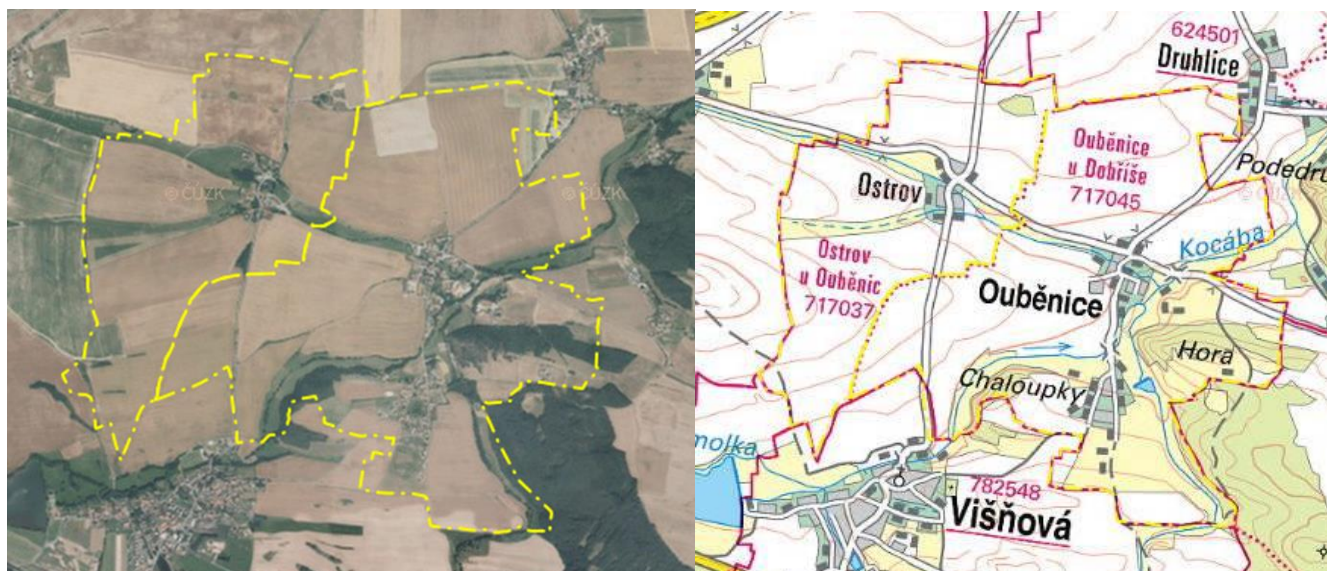 © ČÚZK
© ČÚZK
624501
Druhlice
Ouběnice
u Dobříše
717045
Podedru
Ostrov
Kocába
Ostrov
u Ouběnic
717037
Ouběnice
Hora
Chaloupky
molka
782548
Višňová